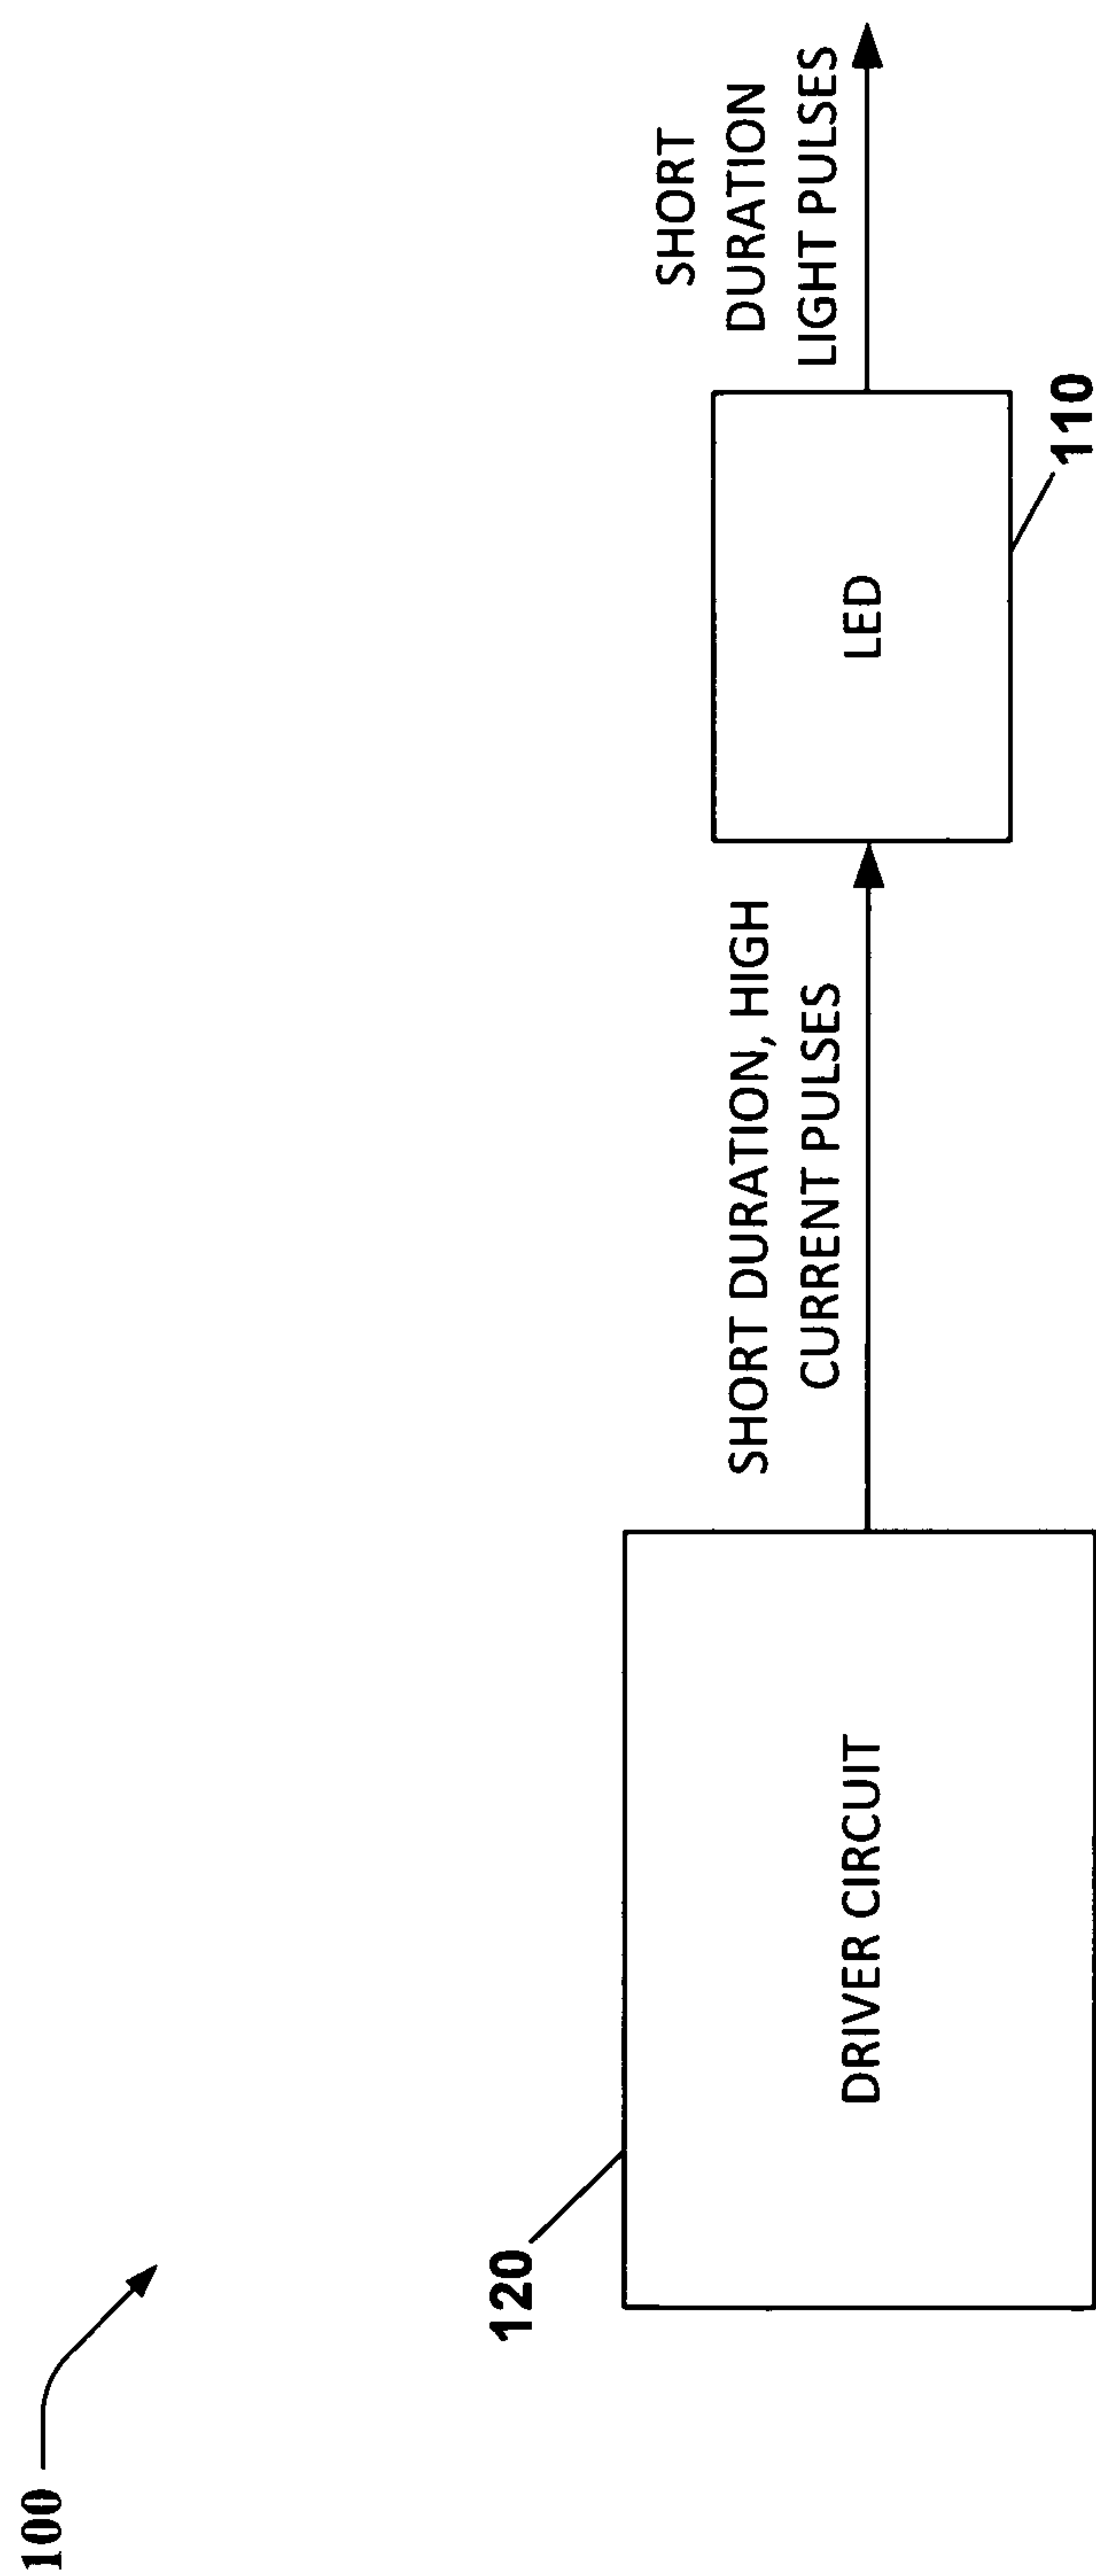 100
120
DRIVER CIRCUIT
SHORT DURATION, HIGH
CURRENT PULSES
LED
110
SHORT
DURATION
LIGHT PULSES